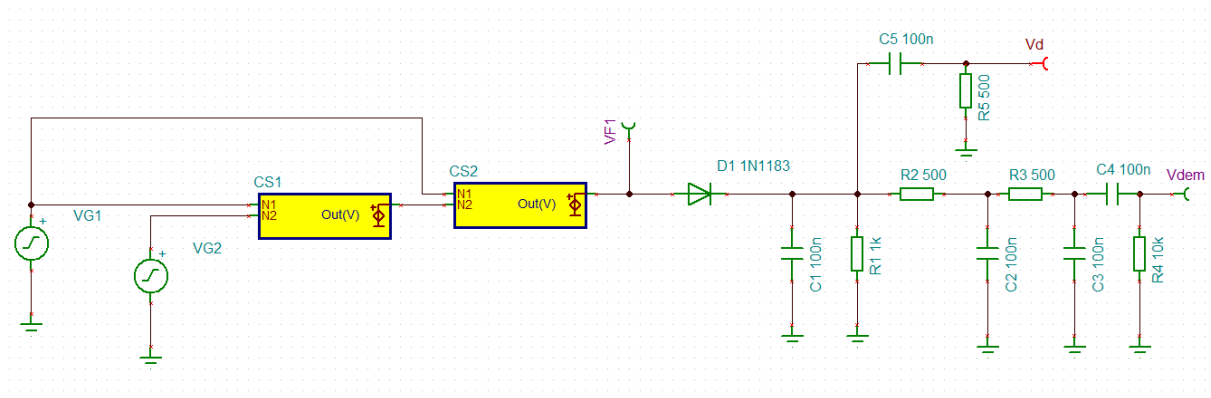 C5 100n
Vd
R5 500
VF1
D1 1N1183
C4 100n
R2 500
R3 500
Vdem
CS2
N1
N2
Out(V)
CS1
N1
N2
Out(V)
+
VG1
+
VG2
C1 100n
R1 1k
C2 100n
C3 100n
R4 10k